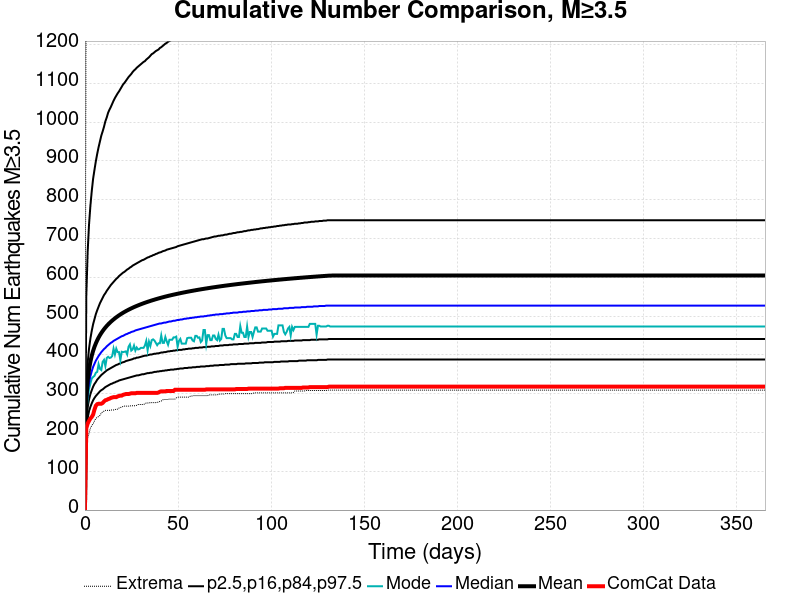 Cumulative Number Comparison, M≥3.5
Cumulative Num Earthquakes M≥3.5
1200
1100
1000
900
800
700
600
500
400
300
200
100
0
0 50 100 150 200 250 300 350
Time (days)
Extrema p2.5,p16,p84,p97.5 Mode Median Mean ComCat Data